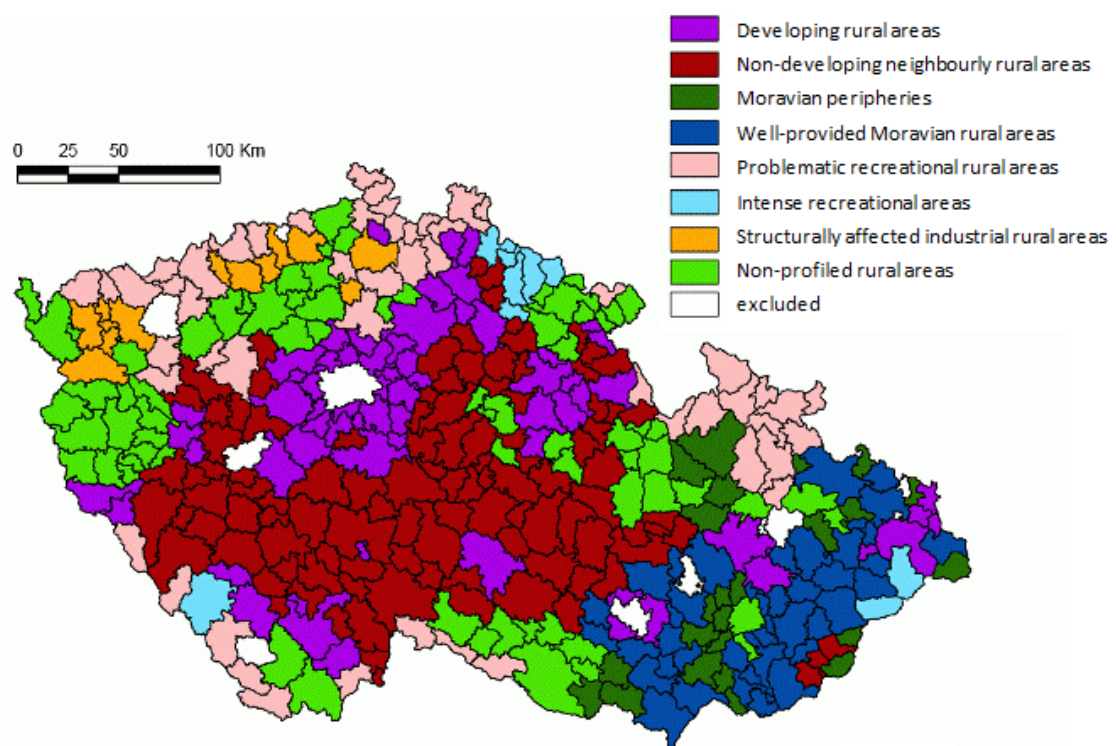 Developing rural areas
Non-developing neighbourly rural areas
Moravian peripheries
Well-provided Moravian rural areas
Problematic recreational rural areas
Intense recreational areas
Structurally affected industrial rural areas
Non-profiled rural areas
excluded
0 25 50 100 Km